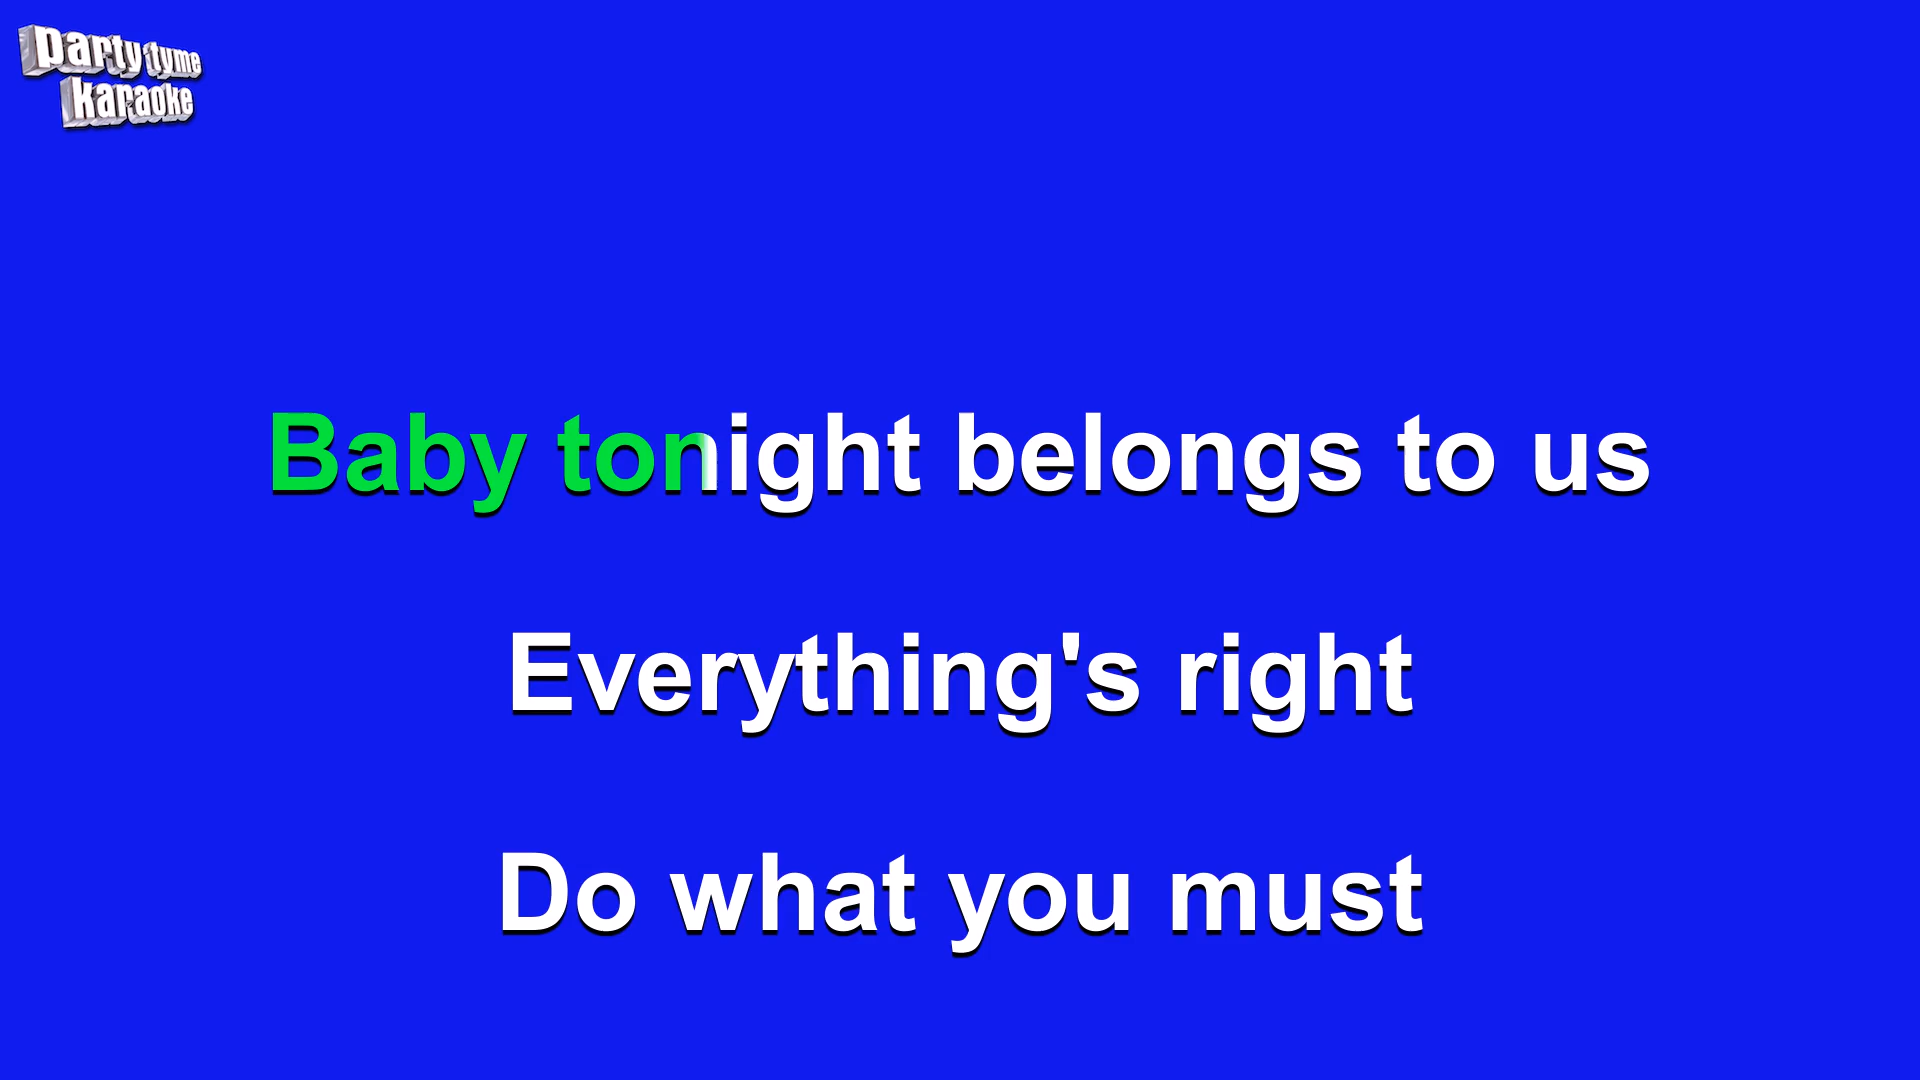 party tyme
karaoke
Baby tonight belongs to us
Everything's right
Do what you must